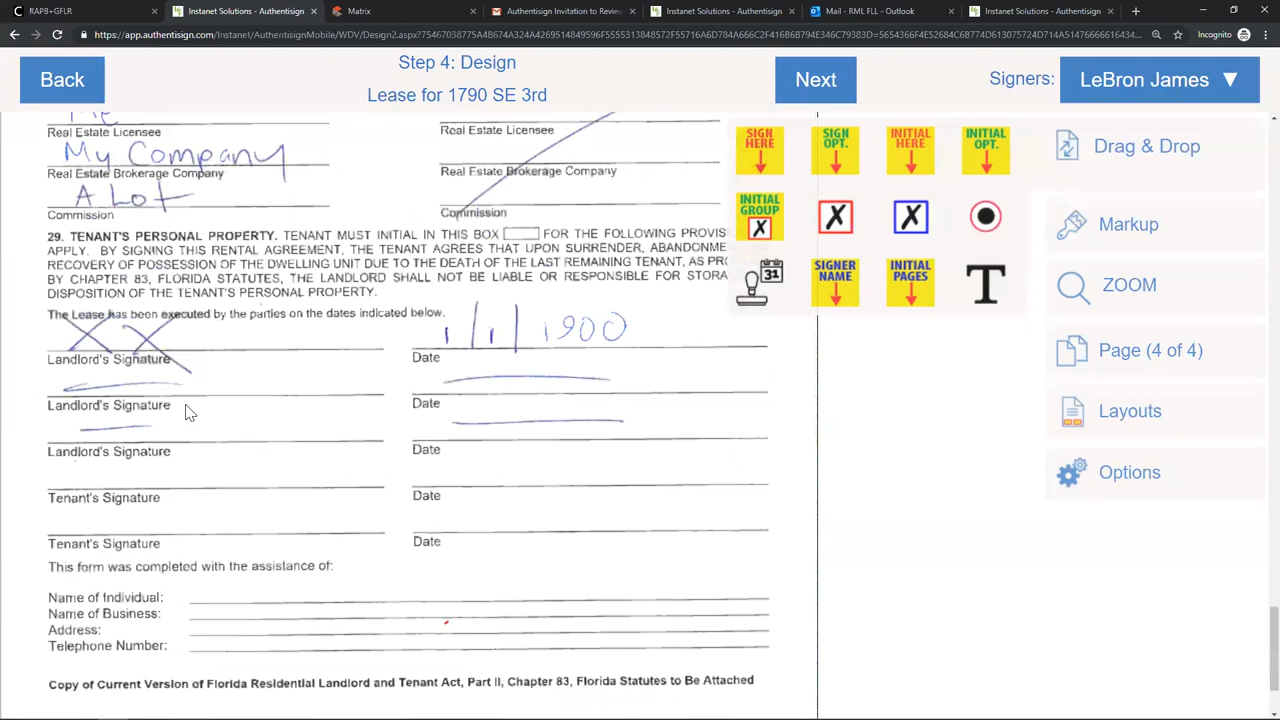 RAPB+GFLR
Instanet Solutions - Authentisign
Matrix
Authentisign Invitation to Review
Instanet Solutions - Authentisig
Mail - RML FLL - Outlook
Instanet Solutions - Authentisig
Incognito
Back
Step 4: Design
Lease for 1790 SE 3rd
Next
Signers:
LeBron James ▼
Real Estate Licensee
Real Estate Licensee
My Company
Real Estate Brokerage Company
Real Estate Brokerage Company
A Lot
Commission
Commission
29. TENANT'S PERSONAL PROPERTY. TENANT MUST INITIAL IN THIS BOX FOR THE FOLLOWING PROVIS
APPLY. BY SIGNING THIS RENTAL AGREEMENT, THE TENANT AGREES THAT UPON SURRENDER, ABANDONME
RECOVERY OF POSSESSION OF THE DWELLING UNIT DUE TO THE DEATH OF THE LAST REMAINING TENANT, AS PRO
BY CHAPTER 83, FLORIDA STATUTES, THE LANDLORD SHALL NOT BE LIABLE OR RESPONSIBLE FOR STORA
DISPOSITION OF THE TENANT'S PERSONAL PROPERTY.
The Lease has been executed by the parties on the dates indicated below.
X X
1/1/1900
Landlord's Signature
Date
Landlord's Signature
Date
Landlord's Signature
Date
Tenant's Signature
Date
Tenant's Signature
Date
This form was completed with the assistance of:
Name of Individual:
Name of Business:
Address:
Telephone Number:
Copy of Current Version of Florida Residential Landlord and Tenant Act, Part II, Chapter 83, Florida Statutes to Be Attached
SIGN HERE
SIGN OPT.
INITIAL HERE
INITIAL OPT.
INITIAL GROUP
X
X
X
31
SIGNER NAME
INITIAL PAGES
T
Drag & Drop
Markup
ZOOM
Page (4 of 4)
Layouts
Options